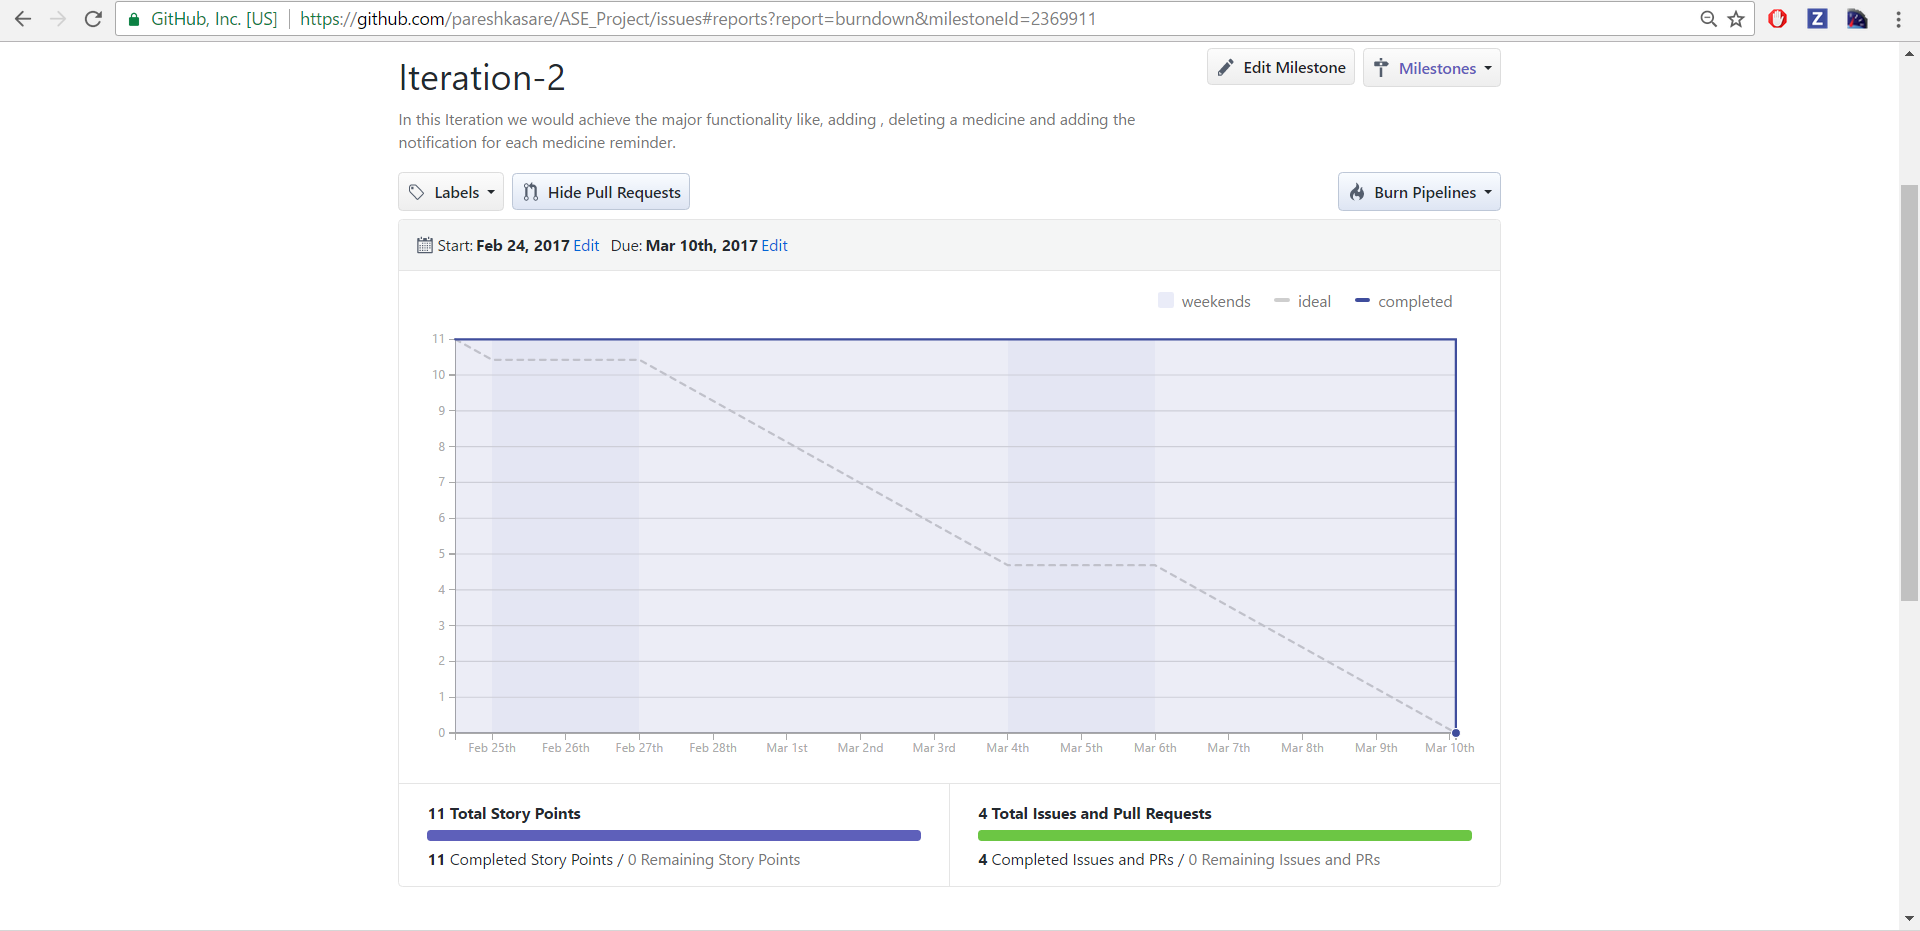 GitHub, Inc. [US] https://github.com/pareshkasare/ASE_Project/issues#reports?report=burndown&milestoneId=2369911
Z
Iteration-2
Edit Milestone
Milestones
In this Iteration we would achieve the major functionality like, adding , deleting a medicine and adding the
notification for each medicine reminder.
Labels
Hide Pull Requests
Burn Pipelines
Start: Feb 24, 2017 Edit Due: Mar 10th, 2017 Edit
weekends ideal completed
11
10
9
8
7
6
5
4
3
2
1
0
Feb 25th Feb 26th Feb 27th Feb 28th Mar 1st Mar 2nd Mar 3rd Mar 4th Mar 5th Mar 6th Mar 7th Mar 8th Mar 9th Mar 10th
11 Total Story Points
11 Completed Story Points / 0 Remaining Story Points
4 Total Issues and Pull Requests
4 Completed Issues and PRs / 0 Remaining Issues and PRs